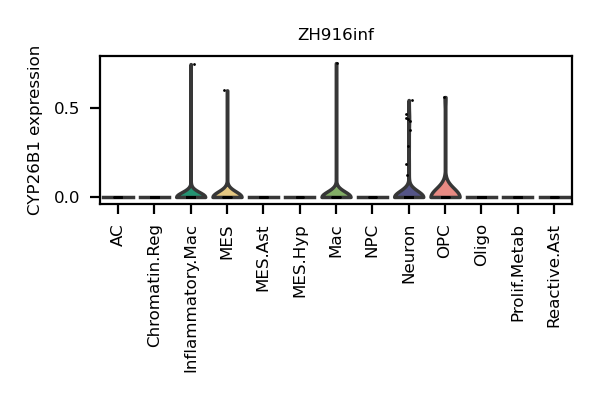 ZH916inf
CYP26B1 expression
0.5
0.0
AC
Chromatin.Reg
Inflammatory.Mac
MES
MES.Ast
MES.Hyp
Mac
NPC
Neuron
OPC
Oligo
Prolif.Metab
Reactive.Ast